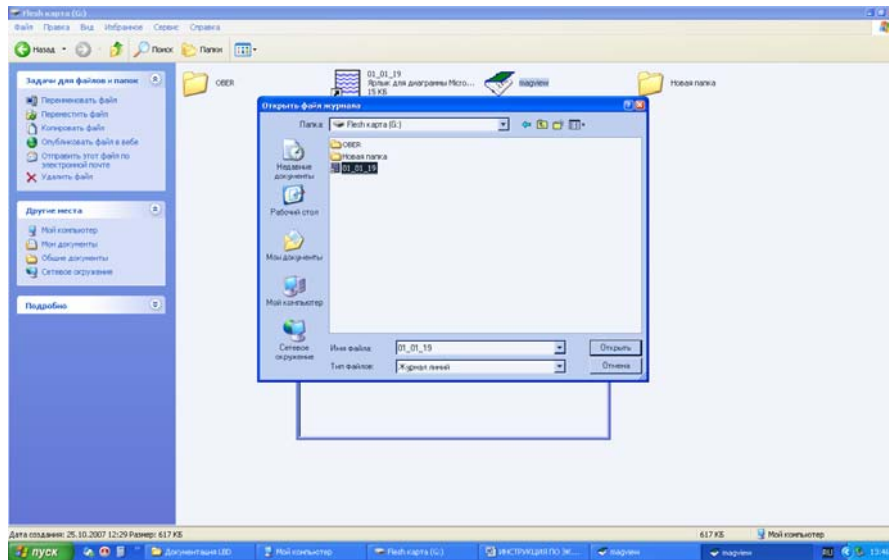 Flesh карта (G:)
Файл Правка Вид Избранное Сервис Справка
Назад Поиск Папки
Задачи для файлов и папок
Переименовать файл
Переместить файл
Копировать файл
Опубликовать файл в вебе
Отправить этот файл по
электронной почте
Удалить файл
Другие места
Мой компьютер
Мои документы
Общие документы
Сетевое окружение
Подробно
OBER
01_01_19
Ярлык для диаграммы Micro...
15 КБ
magview
Новая папка
Открыть файл журнала
Папка: Flesh карта (G:)
OBER
Новая папка
01_01_19
Недавние
документы
Рабочий стол
Мои документы
Мой компьютер
Сетевое
окружение
Имя файла: 01_01_19 Открыть
Тип файлов: Журнал линий Отмена
Дата создания: 25.10.2007 12:29 Размер: 617 КБ 617 КБ Мой компьютер
пуск Документация LBD Мой компьютер Flesh карта (G:) ИНСТРУКЦИЯ ПО ЭК... magview magview RU